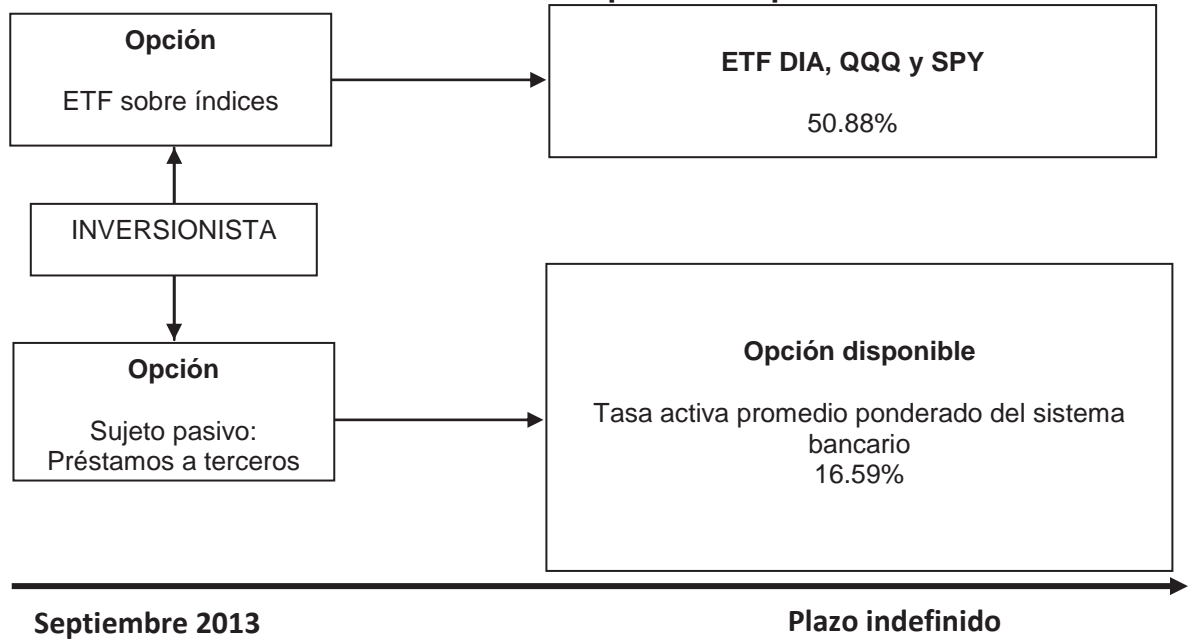 Opción
ETF sobre índices
ETF DIA, QQQ y SPY
50.88%
INVERSIONISTA
Opción
Sujeto pasivo:
Préstamos a terceros
Opción disponible
Tasa activa promedio ponderado del sistema
bancario
16.59%
Septiembre 2013
Plazo indefinido